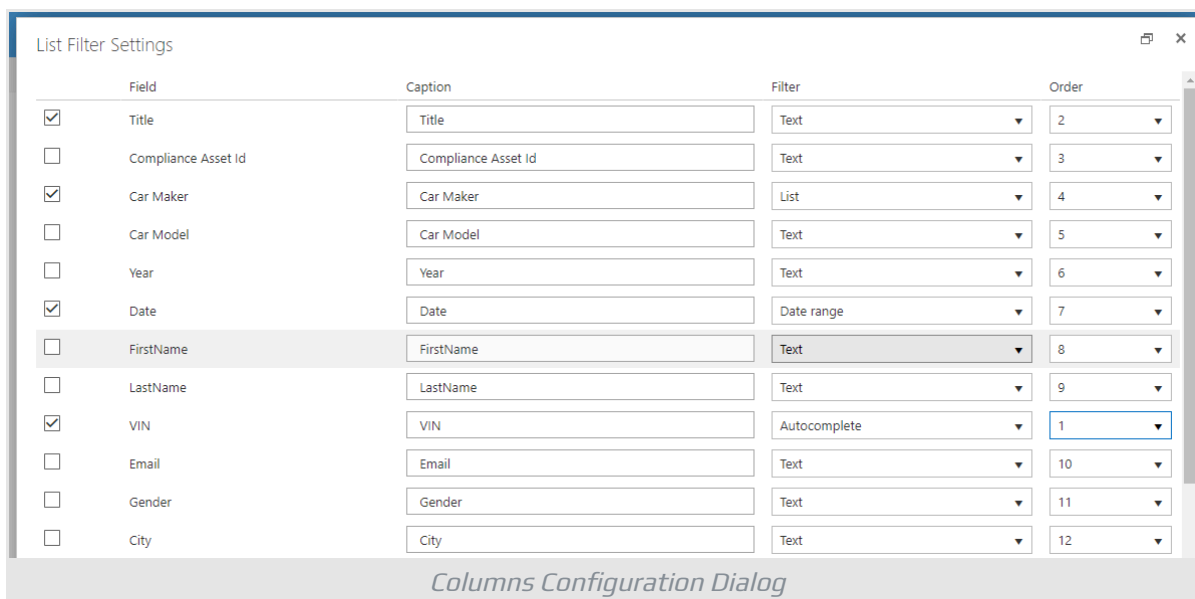 List Filter Settings
Field Caption Filter Order
Title Title Text 2
Compliance Asset Id Compliance Asset Id Text 3
Car Maker Car Maker List 4
Car Model Car Model Text 5
Year Year Text 6
Date Date Date range 7
FirstName FirstName Text 8
LastName LastName Text 9
VIN VIN Autocomplete 1
Email Email Text 10
Gender Gender Text 11
City City Text 12
Columns Configuration Dialog